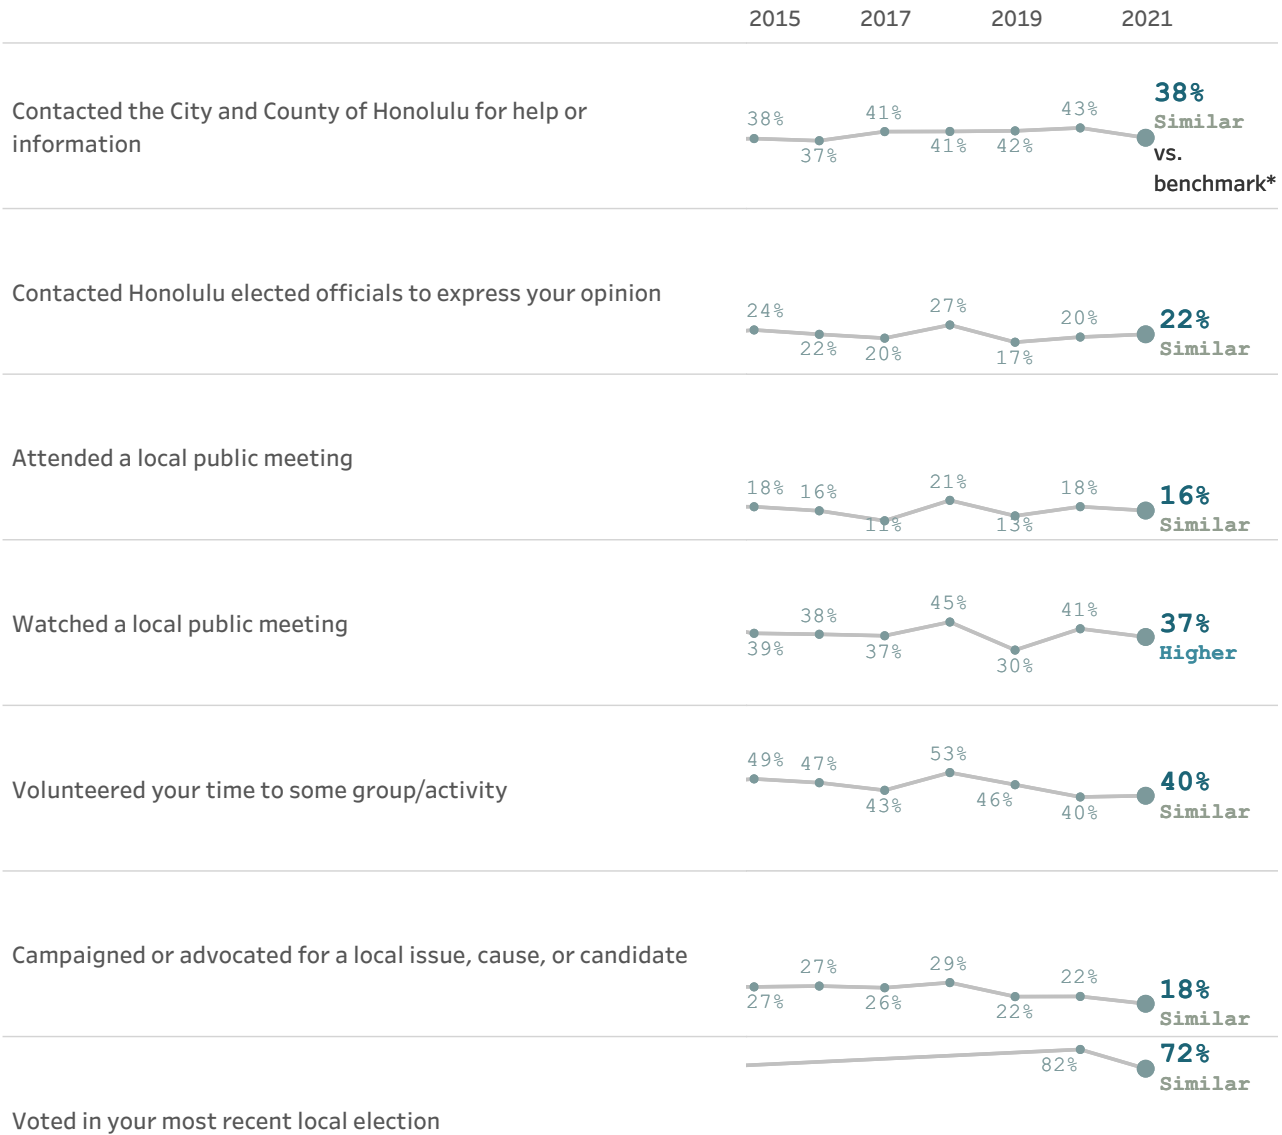 2015 2017 2019 2021
Contacted the City and County of Honolulu for help or
information
38% 37% 41% 41% 42% 43% 38%
Similar
vs.
benchmark*
Contacted Honolulu elected officials to express your opinion
24% 22% 20% 27% 17% 20% 22%
Similar
Attended a local public meeting
18% 16% 11% 21% 13% 18% 16%
Similar
Watched a local public meeting
39% 38% 37% 45% 30% 41% 37%
Higher
Volunteered your time to some group/activity
49% 47% 43% 53% 46% 40% 40%
Similar
Campaigned or advocated for a local issue, cause, or candidate
27% 27% 26% 29% 22% 22% 18%
Similar
82% 72%
Similar
Voted in your most recent local election